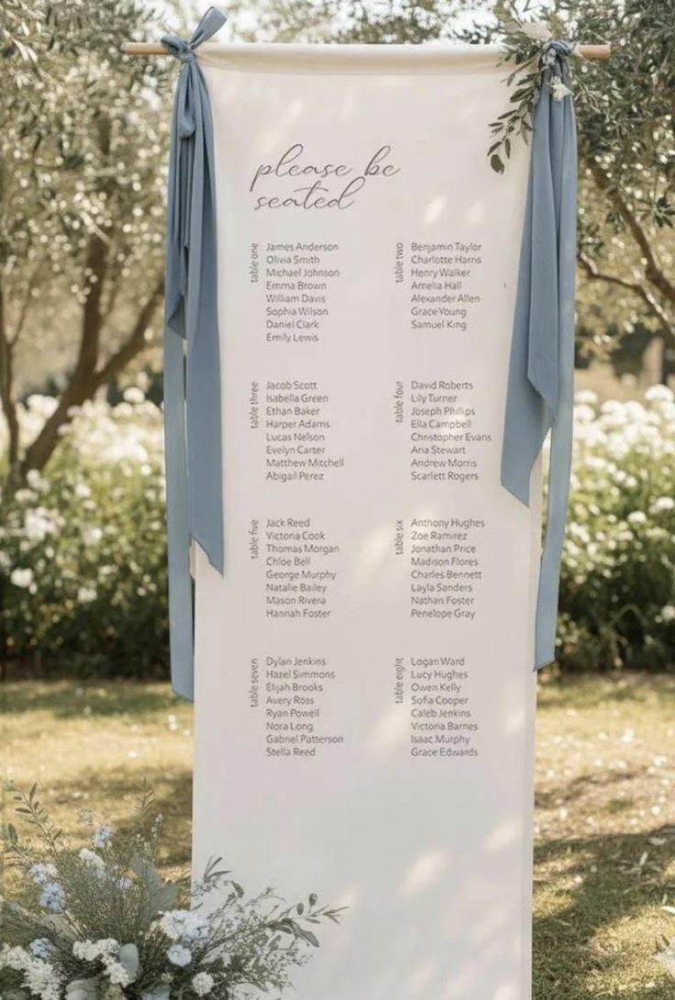 please be
seated
table one
James Anderson
Olivia Smith
Michael Johnson
Emma Brown
William Davis
Sophia Wilson
Daniel Clark
Emily Lewis
table two
Benjamin Taylor
Charlotte Harris
Henry Walker
Amelia Hall
Alexander Allen
Grace Young
Samuel King
table three
Jacob Scott
Isabella Green
Ethan Baker
Harper Adams
Lucas Nelson
Evelyn Carter
Matthew Mitchell
Abigail Perez
table four
David Roberts
Lily Turner
Joseph Phillips
Ella Campbell
Christopher Evans
Aria Stewart
Andrew Morris
Scarlett Rogers
table five
Jack Reed
Victoria Cook
Thomas Morgan
Chloe Bell
George Murphy
Natalie Bailey
Mason Rivera
Hannah Foster
table six
Anthony Hughes
Zoe Ramirez
Jonathan Price
Madison Flores
Charles Bennett
Layla Sanders
Nathan Foster
Penelope Gray
table seven
Dylan Jenkins
Hazel Simmons
Elijah Brooks
Avery Ross
Ryan Powell
Nora Long
Gabriel Patterson
Stella Reed
table eight
Logan Ward
Lucy Hughes
Owen Kelly
Sofia Cooper
Caleb Jenkins
Victoria Barnes
Isaac Murphy
Grace Edwards